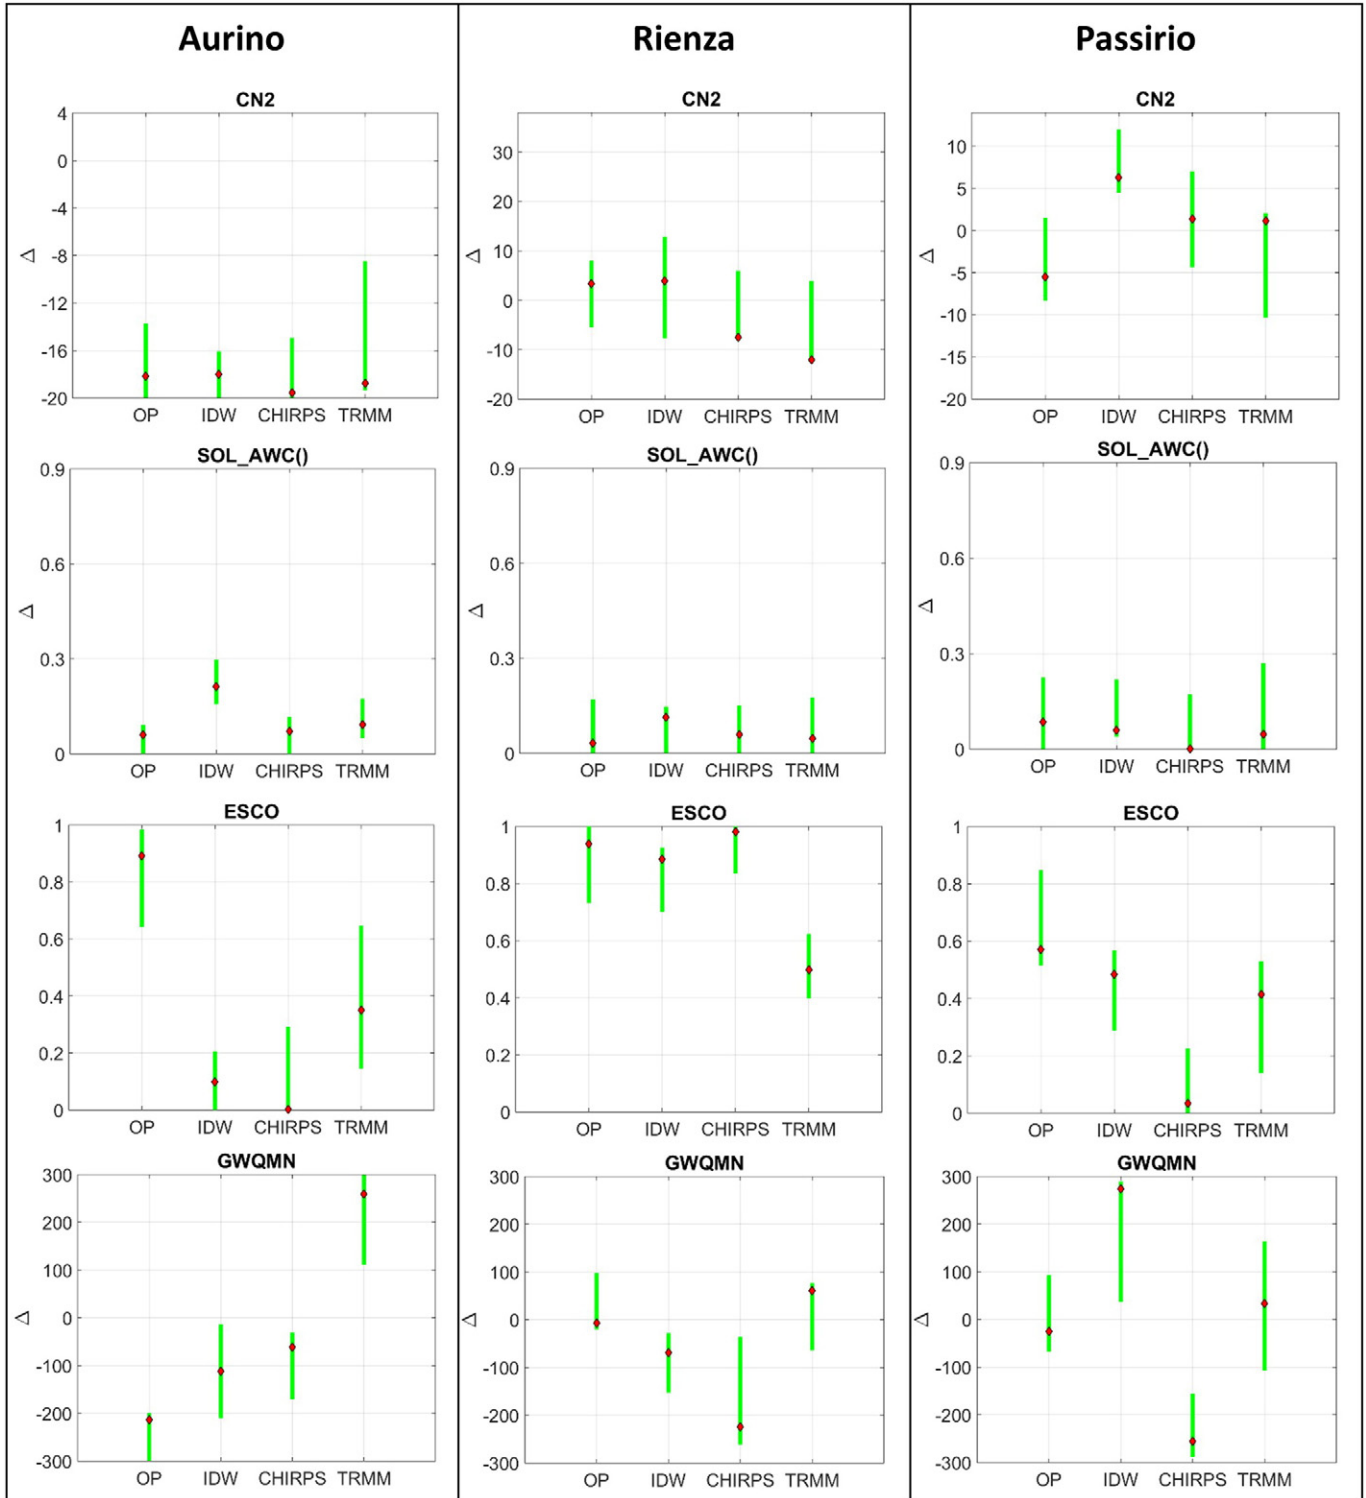 Aurino
Rienza
Passirio
CN2
4
0
-4
-8
-12
-16
-20
Δ
OP IDW CHIRPS TRMM
CN2
30
20
10
0
-10
-20
Δ
OP IDW CHIRPS TRMM
CN2
10
5
0
-5
-10
-15
-20
Δ
OP IDW CHIRPS TRMM
SOL_AWC()
0.9
0.6
0.3
0
Δ
OP IDW CHIRPS TRMM
SOL_AWC()
0.9
0.6
0.3
0
Δ
OP IDW CHIRPS TRMM
SOL_AWC()
0.9
0.6
0.3
0
Δ
OP IDW CHIRPS TRMM
ESCO
1
0.8
0.6
0.4
0.2
0
OP IDW CHIRPS TRMM
ESCO
1
0.8
0.6
0.4
0.2
0
OP IDW CHIRPS TRMM
ESCO
1
0.8
0.6
0.4
0.2
0
OP IDW CHIRPS TRMM
GWQMN
300
200
100
0
-100
-200
-300
Δ
OP IDW CHIRPS TRMM
GWQMN
300
200
100
0
-100
-200
-300
Δ
OP IDW CHIRPS TRMM
GWQMN
300
200
100
0
-100
-200
-300
Δ
OP IDW CHIRPS TRMM